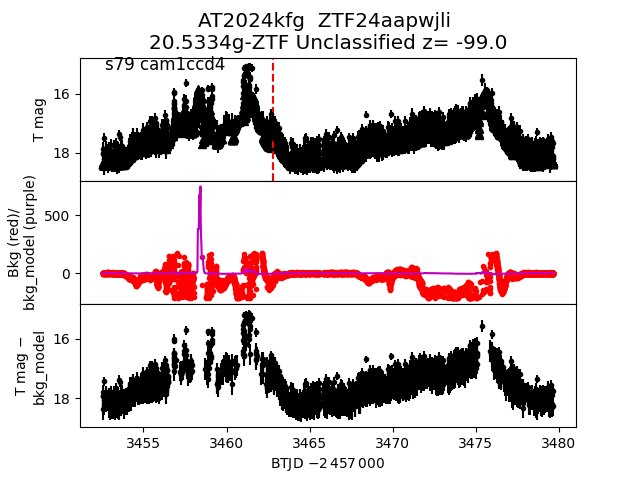 AT2024kfg  ZTF24aapwjli
20.5334g-ZTF Unclassified z= -99.0
s79 cam1ccd4
T mag
16
18
Bkg (red)/
bkg_model (purple)
500
0
T mag −
bkg_model
16
18
3455 3460 3465 3470 3475 3480
BTJD −2 457 000